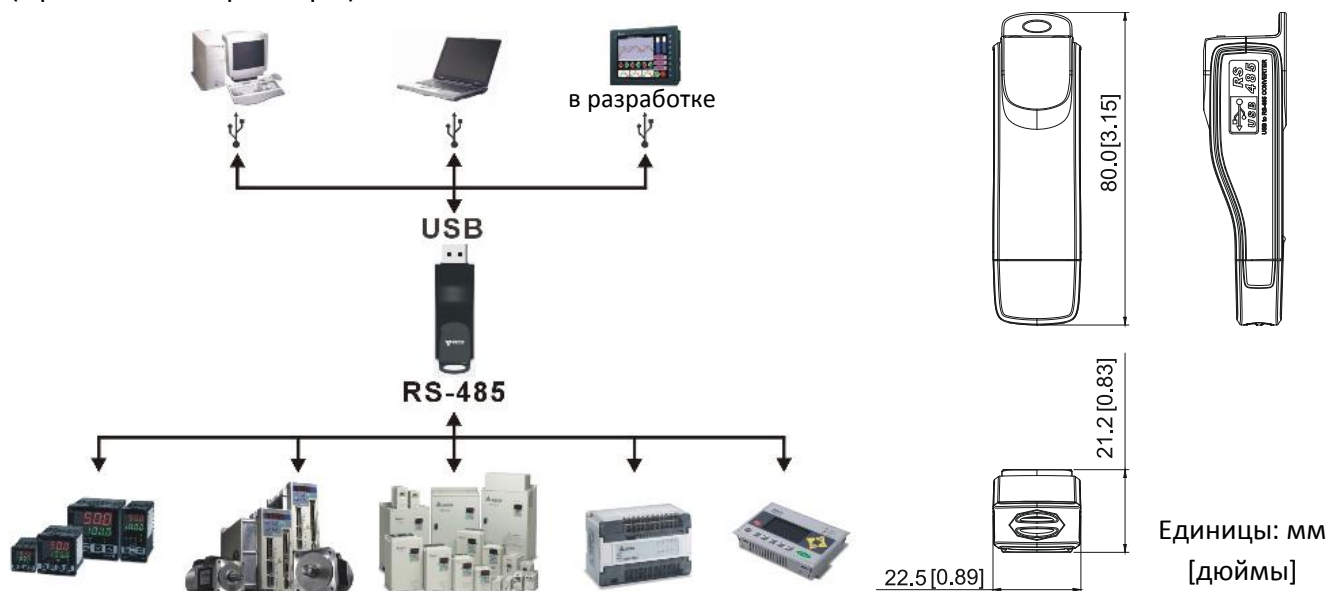 в разработке
USB
RS-485
80.0[3.15]
RS
485
USB
USB to RS-485 CONVERTER
21.2[0.83]
22.5[0.89]
Единицы: мм
[дюймы]